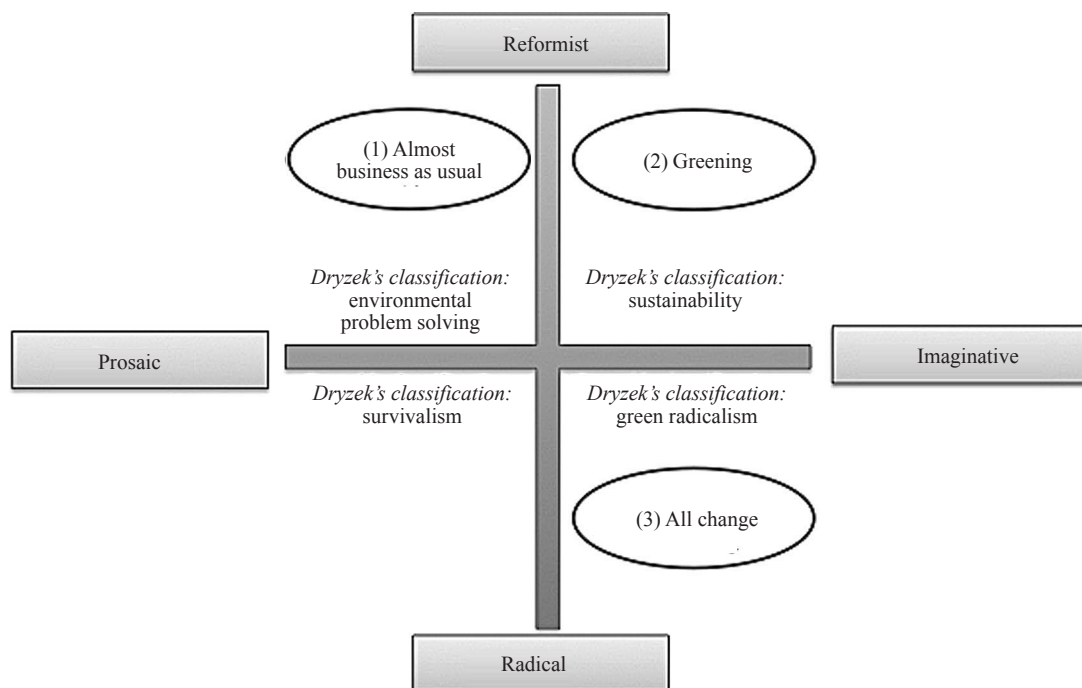 Reformist
(1) Almost
business as usual
(2) Greening
Dryzek’s classification:
environmental
problem solving
Dryzek’s classification:
sustainability
Prosaic
Imaginative
Dryzek’s classification:
survivalism
Dryzek’s classification:
green radicalism
(3) All change
Radical